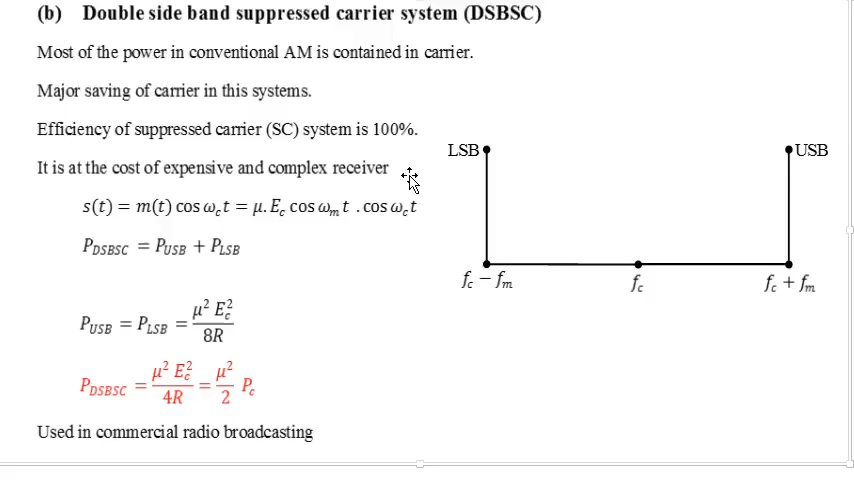 (b) Double side band suppressed carrier system (DSBSC)
Most of the power in conventional AM is contained in carrier.
Major saving of carrier in this systems.
Efficiency of suppressed carrier (SC) system is 100%.
It is at the cost of expensive and complex receiver
s(t) = m(t) cos ω_c t = μ. E_c cos ω_m t . cos ω_c t
P_DSBSC = P_USB + P_LSB
P_USB = P_LSB = μ² E_c² / 8R
P_DSBSC = μ² E_c² / 4R = μ² / 2 P_c
Used in commercial radio broadcasting
LSB USB
f_c − f_m f_c f_c + f_m